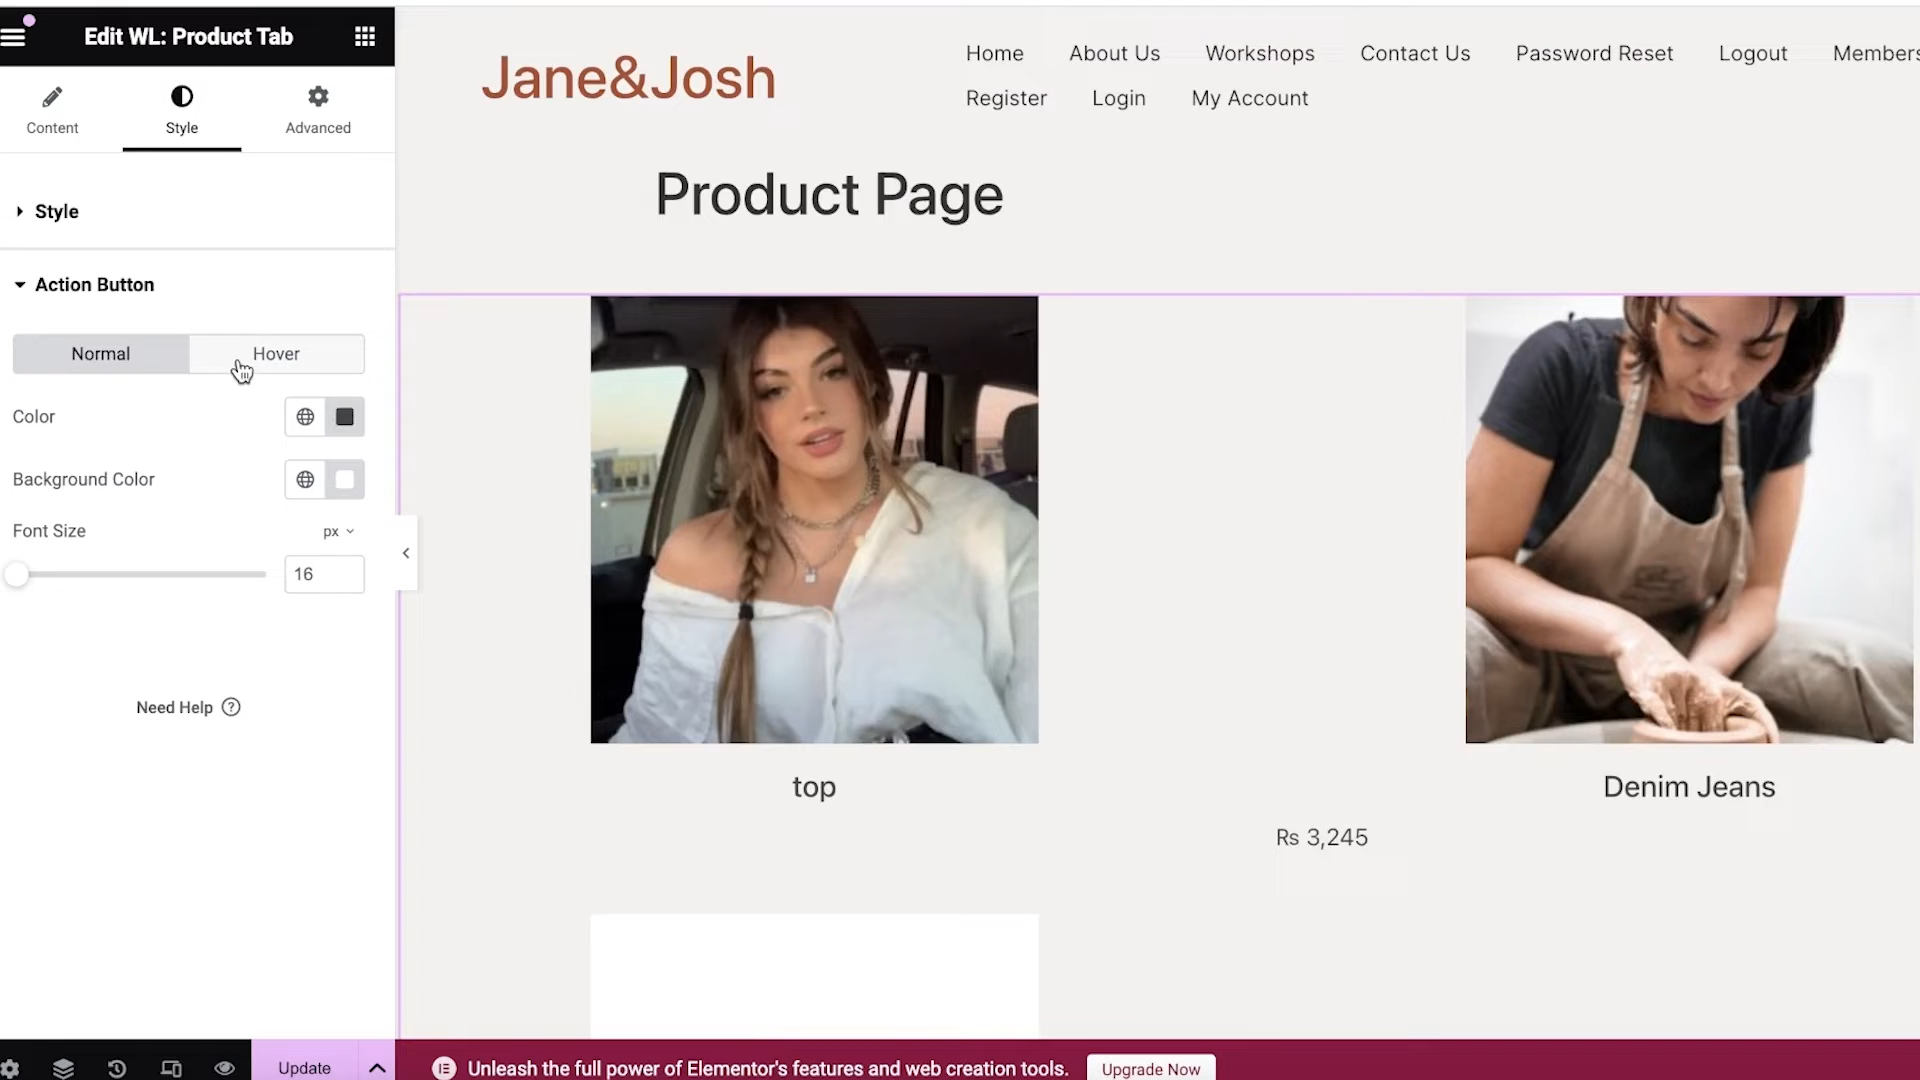 Edit WL: Product Tab
Content
Style
Advanced
Style
Action Button
Normal
Hover
Color
Background Color
Font Size
px
16
Need Help ?
Update
Jane&Josh
Home About Us Workshops Contact Us Password Reset Logout Members
Register Login My Account
Product Page
top
Denim Jeans
Rs 3,245
Unleash the full power of Elementor's features and web creation tools.
Upgrade Now